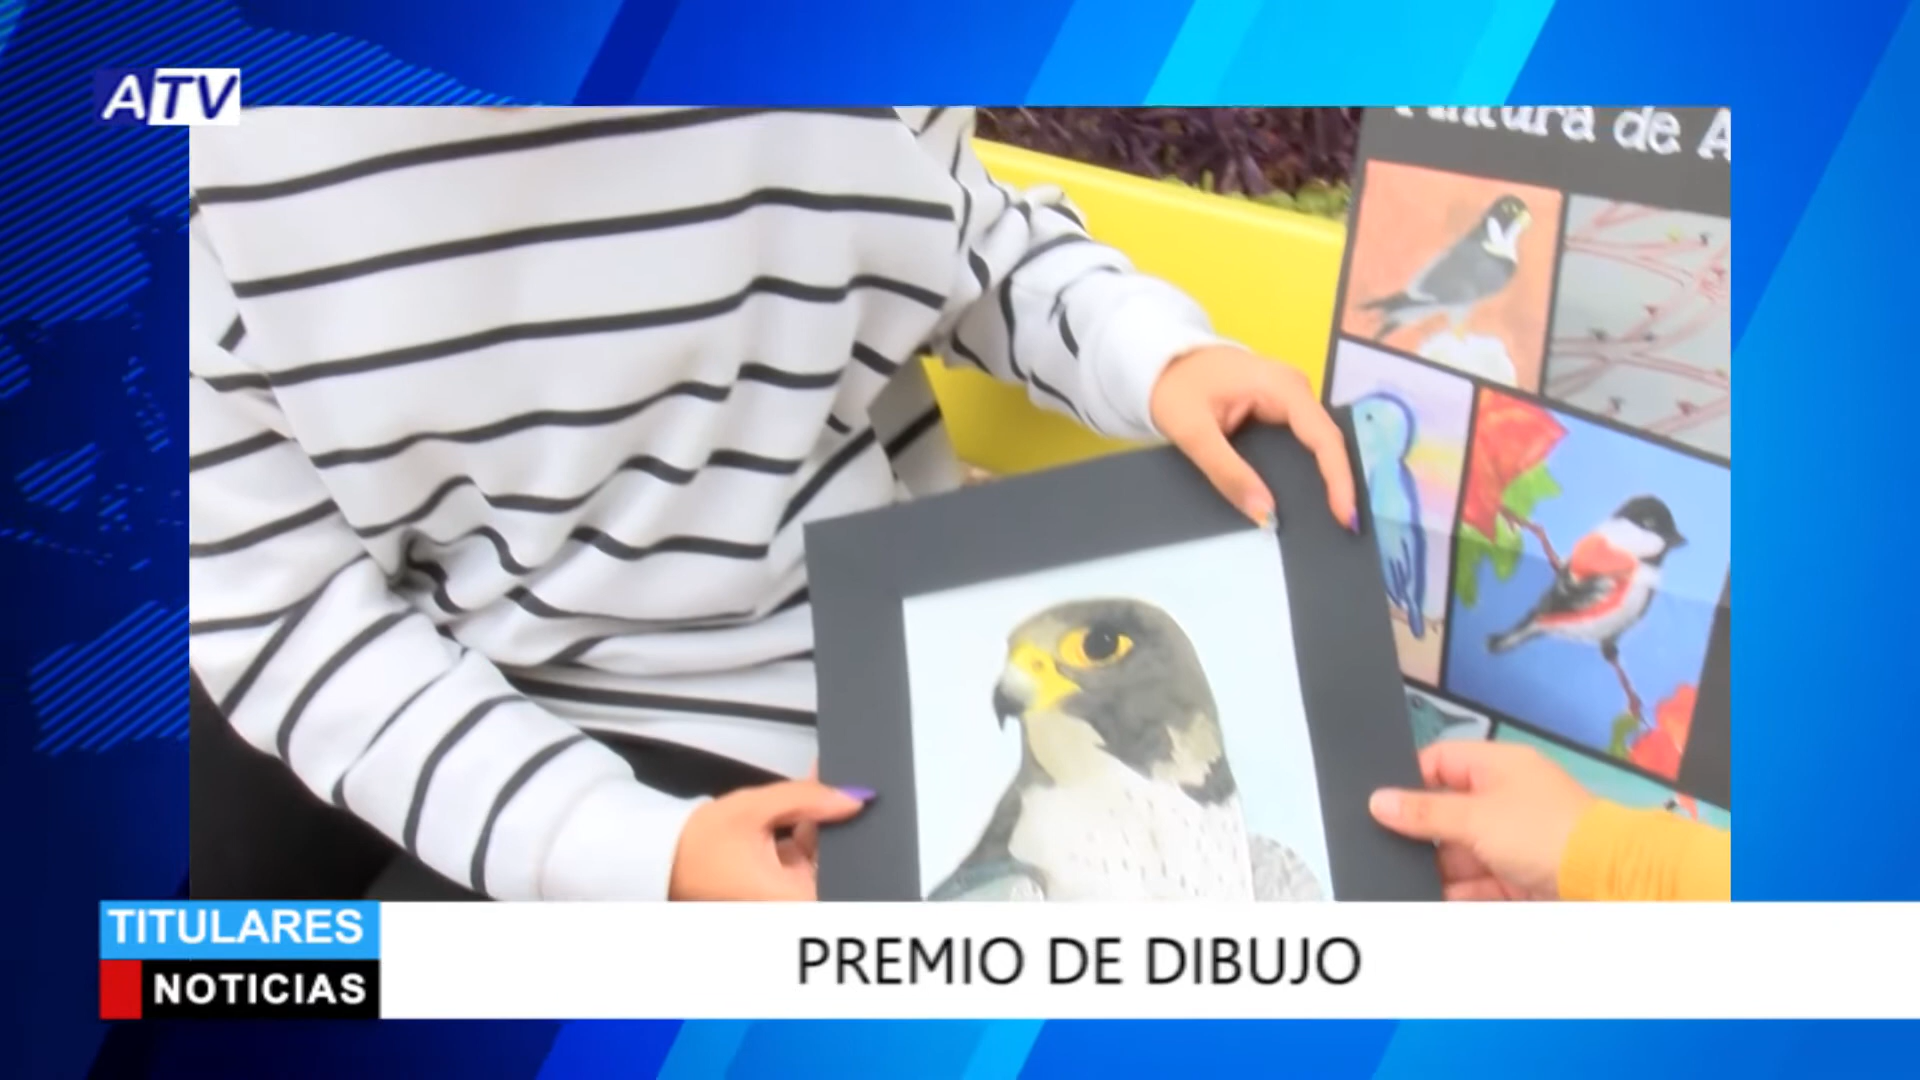 ATV
Pintura de A
TITULARES
NOTICIAS
PREMIO DE DIBUJO